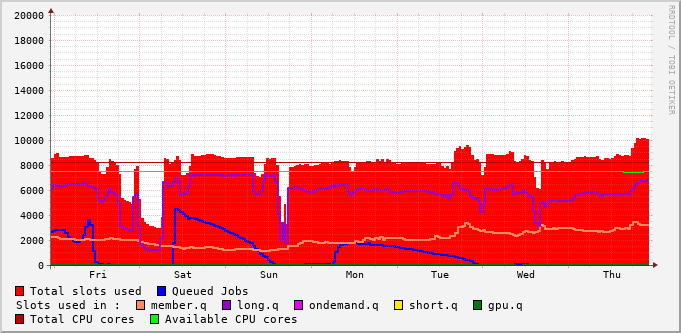 20000
18000
16000
14000
12000
10000
8000
6000
4000
2000
0
Fri Sat Sun Mon Tue Wed Thu
RRDTOOL / TOBI OETIKER
Total slots used Queued Jobs
Slots used in : member.q long.q ondemand.q short.q gpu.q
Total CPU cores Available CPU cores